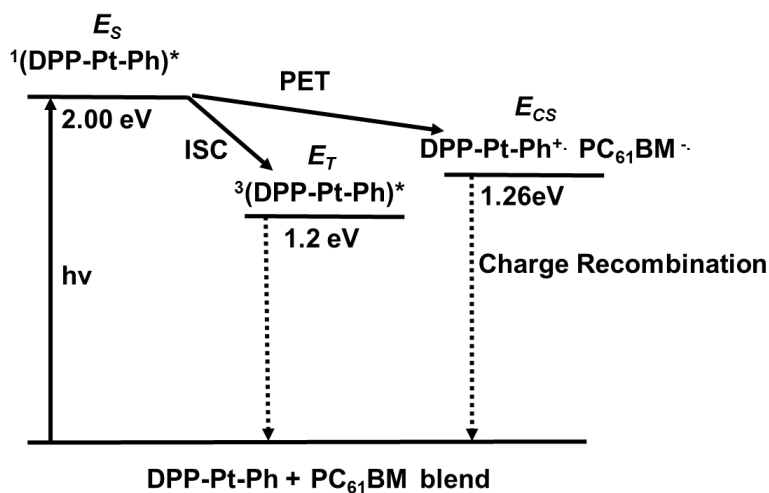 E_S
¹(DPP-Pt-Ph)*
2.00 eV
PET
ISC
E_CS
DPP-Pt-Ph⁺· PC₆₁BM⁻·
1.26eV
E_T
³(DPP-Pt-Ph)*
1.2 eV
Charge Recombination
hν
DPP-Pt-Ph + PC₆₁BM blend